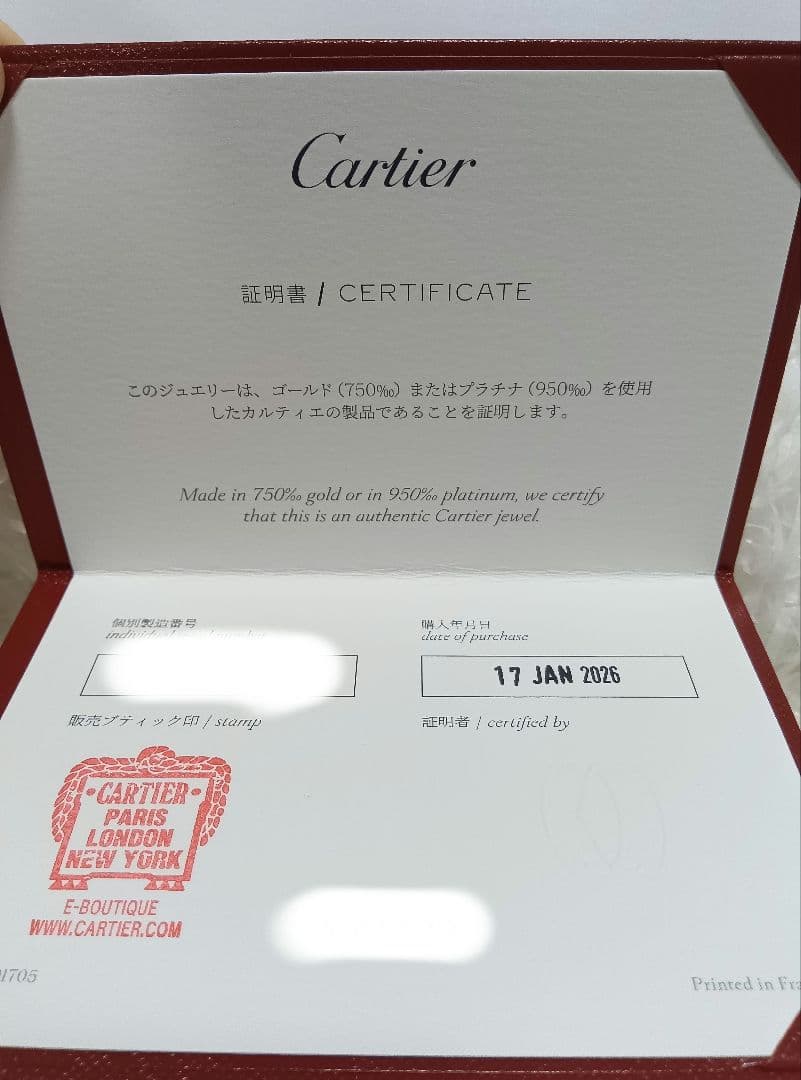 Cartier
証明書 / CERTIFICATE
このジュエリーは、ゴールド（750‰）またはプラチナ（950‰）を使用
したカルティエの製品であることを証明します。
Made in 750‰ gold or in 950‰ platinum, we certify
that this is an authentic Cartier jewel.
個別製造番号
individual
購入年月日
date of purchase
17 JAN 2026
販売ブティック印 / stamp
証明者 / certified by
CARTIER
PARIS
LONDON
NEW YORK
E-BOUTIQUE
WWW.CARTIER.COM
1705
Printed in Fra